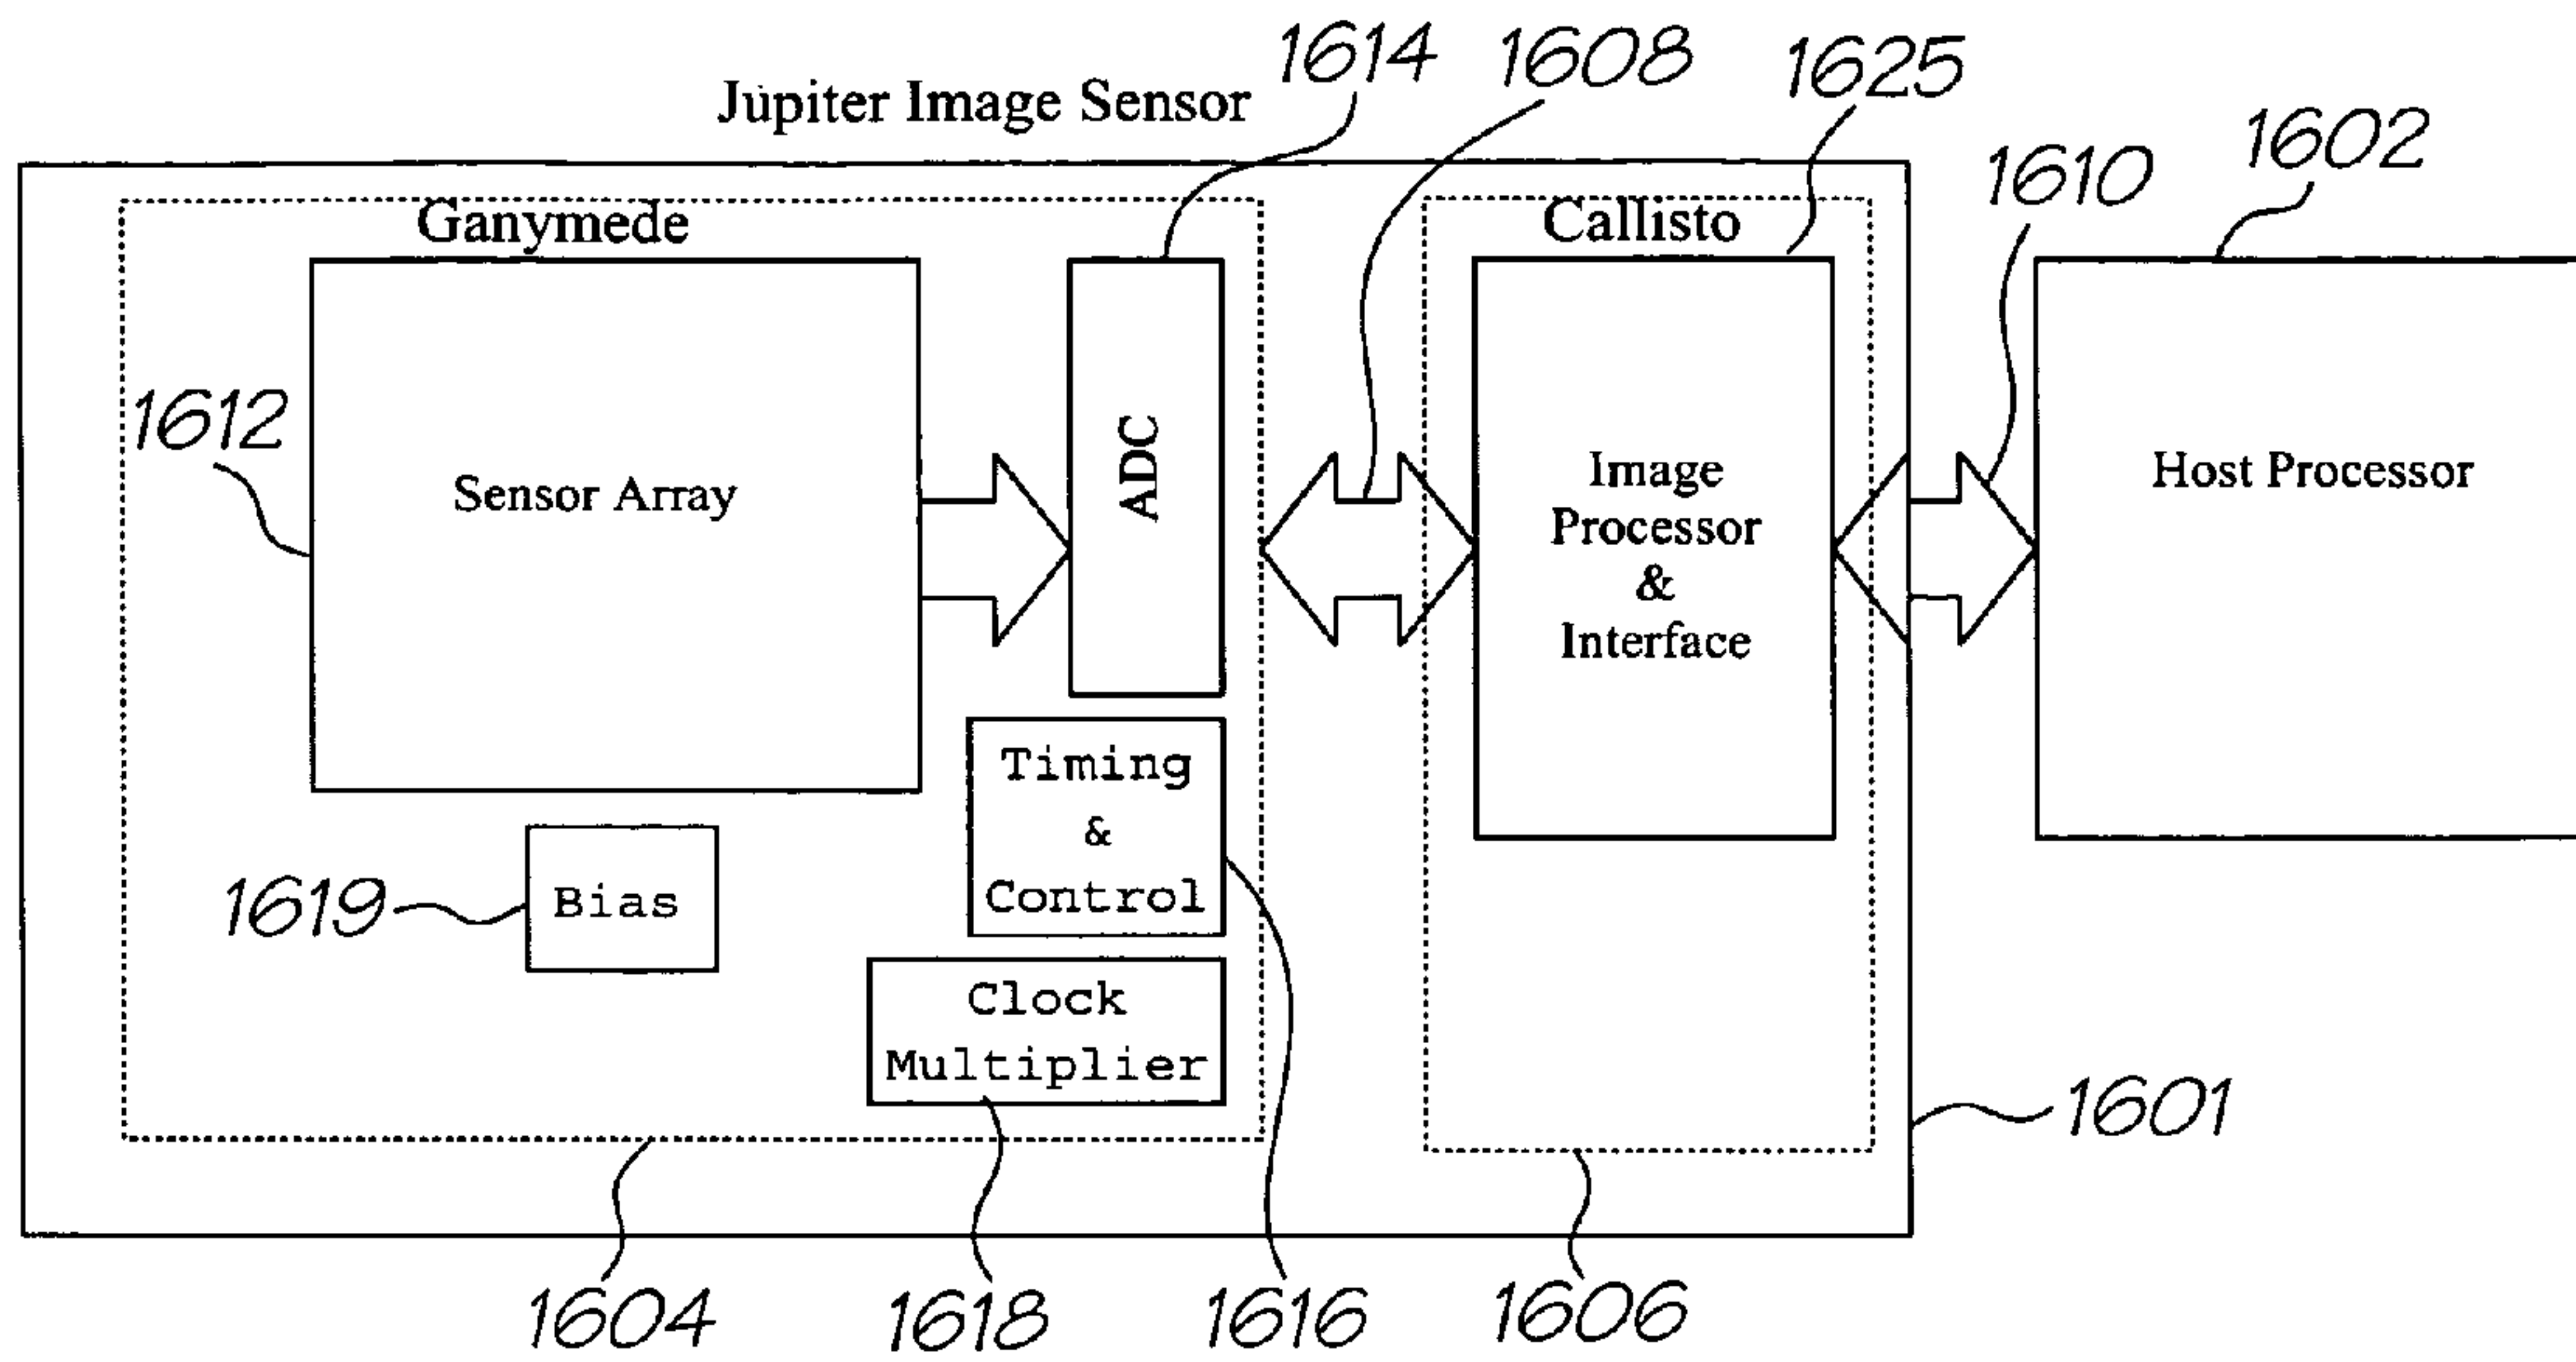 1614
1608
1625
Jupiter Image Sensor
1602
1610
Ganymede
Callisto
1612
Sensor Array
ADC
Image
Processor
&
Interface
Host Processor
Timing
&
Control
1619
Bias
Clock
Multiplier
1601
1604
1618
1616
1606